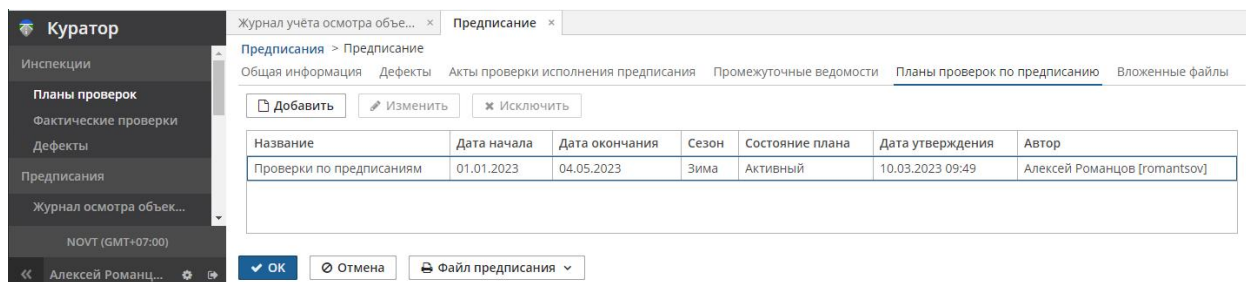 Куратор
Инспекции
Планы проверок
Фактические проверки
Дефекты
Предписания
Журнал осмотра объек...
NOVT (GMT+07:00)
Алексей Романц...
Журнал учёта осмотра объе... × Предписание ×
Предписания > Предписание
Общая информация Дефекты Акты проверки исполнения предписания Промежуточные ведомости Планы проверок по предписанию Вложенные файлы
Добавить Изменить Исключить
Название Дата начала Дата окончания Сезон Состояние плана Дата утверждения Автор
Проверки по предписаниям 01.01.2023 04.05.2023 Зима Активный 10.03.2023 09:49 Алексей Романцов [romantsov]
ОК Отмена Файл предписания